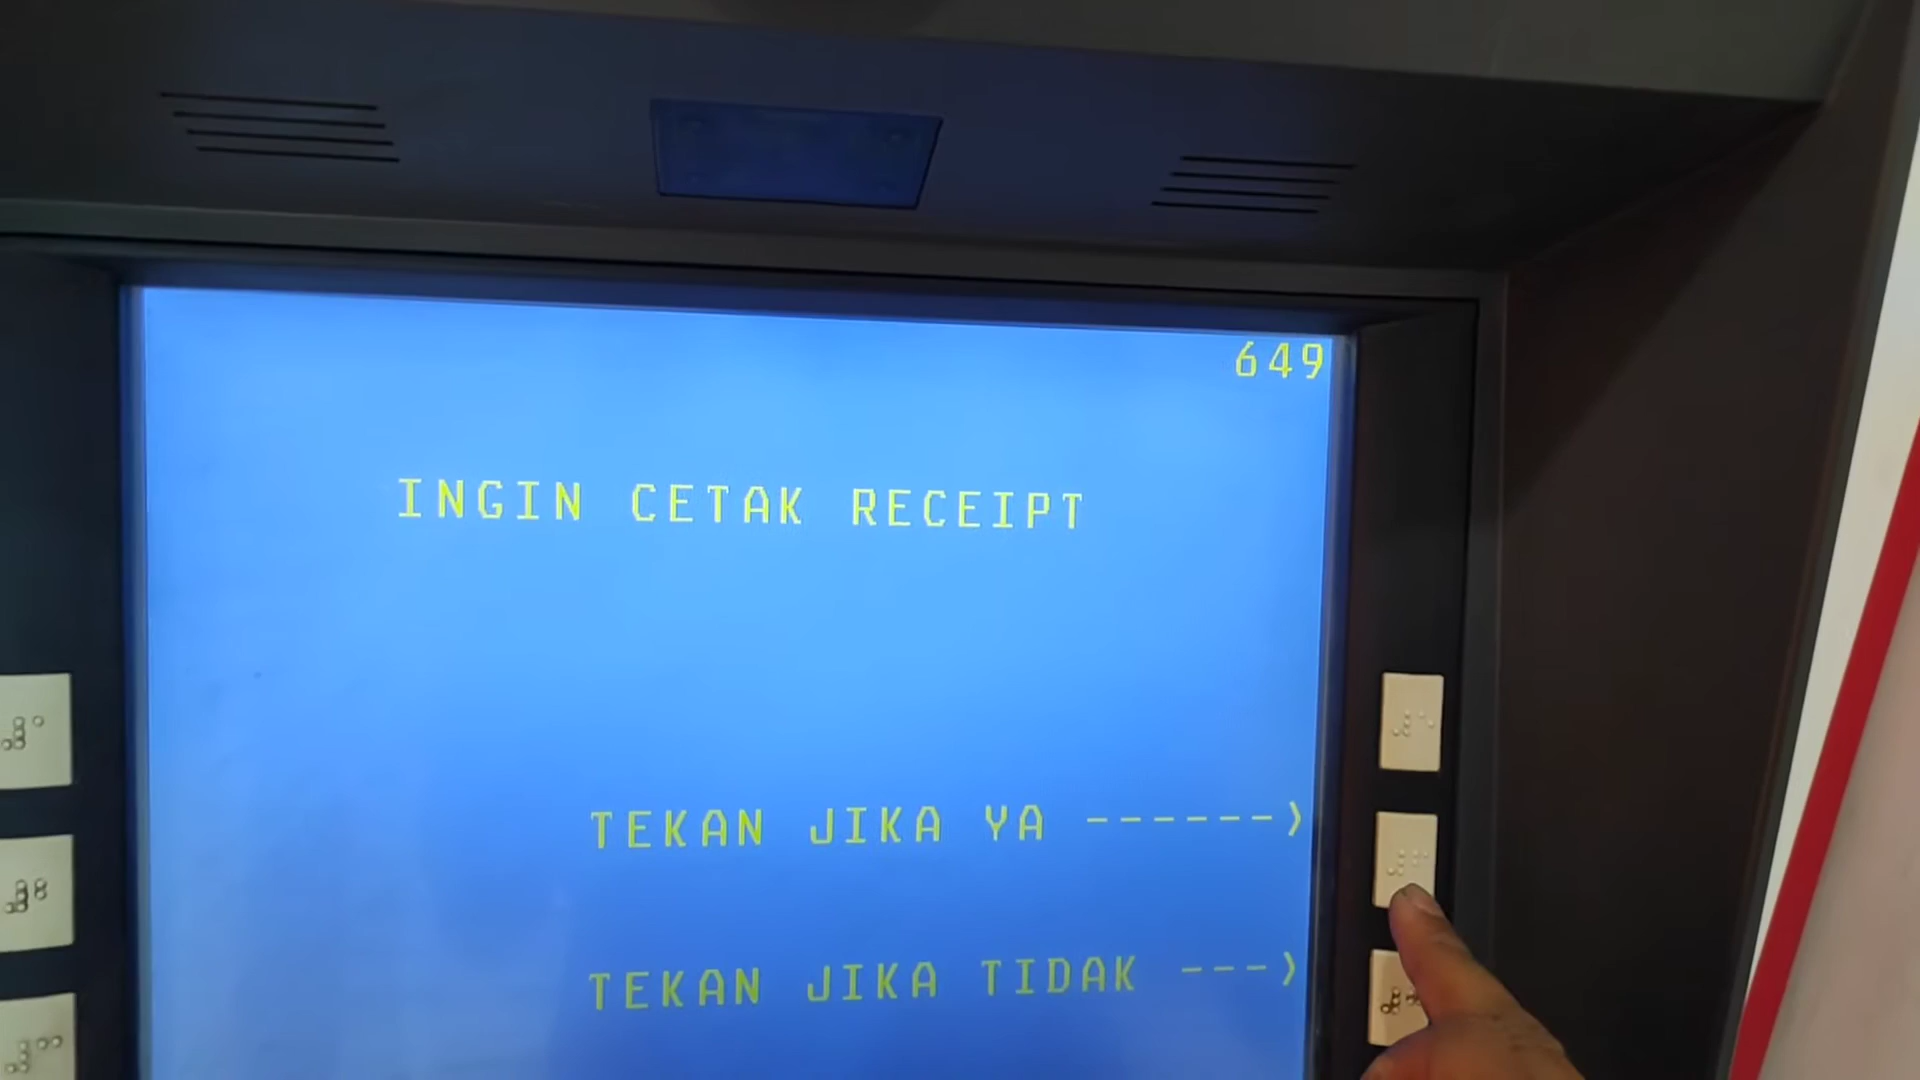 649
INGIN CETAK RECEIPT
TEKAN JIKA YA ------>
TEKAN JIKA TIDAK --->